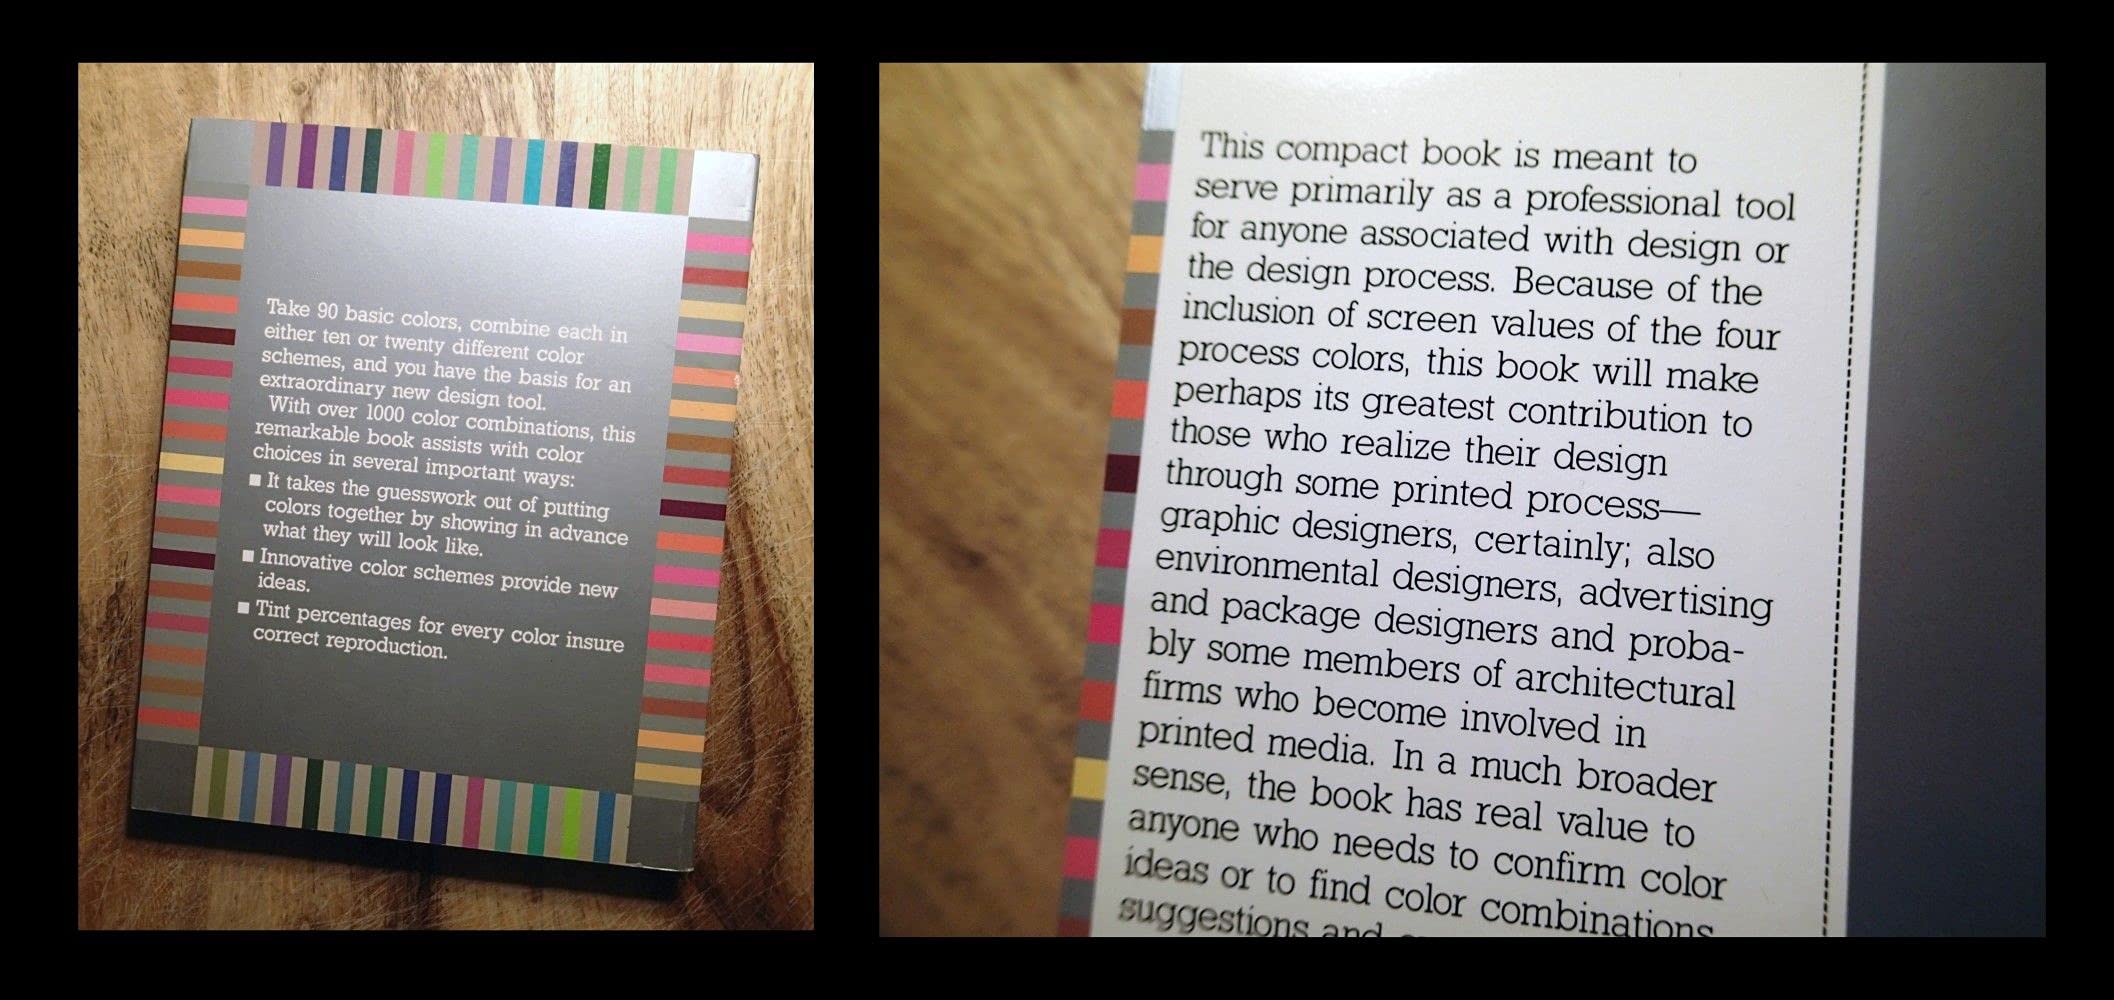 Take 90 basic colors, combine each in
either ten or twenty different color
schemes, and you have the basis for an
extraordinary new design tool.
With over 1000 color combinations, this
remarkable book assists with color
choices in several important ways:
■ It takes the guesswork out of putting
colors together by showing in advance
what they will look like.
■ Innovative color schemes provide new
ideas.
■ Tint percentages for every color insure
correct reproduction.
This compact book is meant to
serve primarily as a professional tool
for anyone associated with design or
the design process. Because of the
inclusion of screen values of the four
process colors, this book will make
perhaps its greatest contribution to
those who realize their design
through some printed process—
graphic designers, certainly; also
environmental designers, advertising
and package designers and proba-
bly some members of architectural
firms who become involved in
printed media. In a much broader
sense, the book has real value to
anyone who needs to confirm color
ideas or to find color combinations
suggestions and